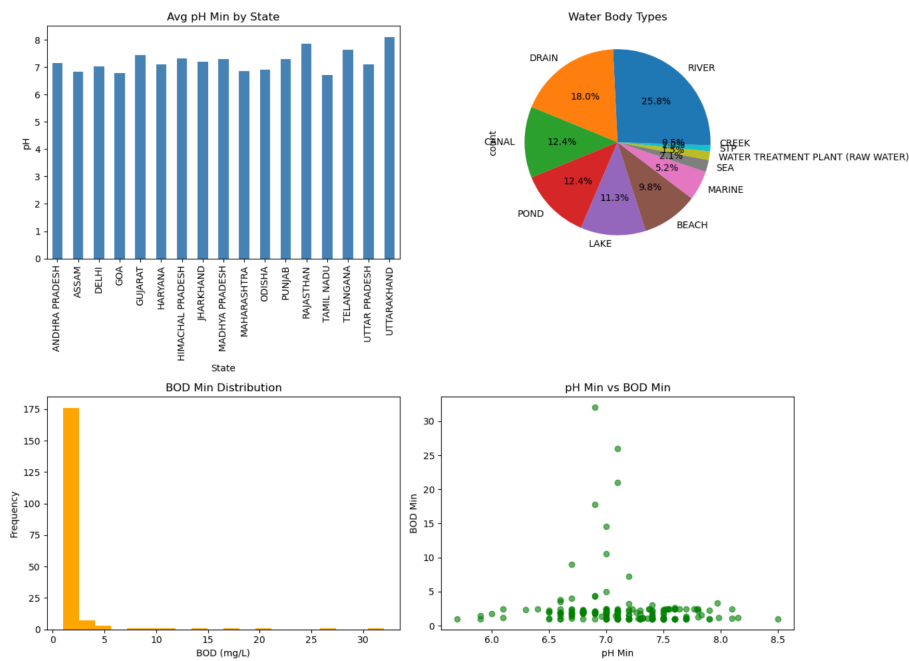 Avg pH Min by State
pH
8
7
6
5
4
3
2
1
0
ANDHRA PRADESH
ASSAM
DELHI
GOA
GUJARAT
HARYANA
HIMACHAL PRADESH
JHARKHAND
MADHYA PRADESH
MAHARASHTRA
ODISHA
PUNJAB
RAJASTHAN
TAMIL NADU
TELANGANA
UTTAR PRADESH
UTTARAKHAND
State
Water Body Types
count
RIVER
25.8%
DRAIN
18.0%
CANAL
12.4%
POND
12.4%
LAKE
11.3%
BEACH
9.8%
MARINE
5.2%
SEA
2.1%
WATER TREATMENT PLANT (RAW WATER)
1.5%
STP
CREEK
0.5%
BOD Min Distribution
Frequency
175
150
125
100
75
50
25
0
0 5 10 15 20 25 30
BOD (mg/L)
pH Min vs BOD Min
BOD Min
30
25
20
15
10
5
0
6.0 6.5 7.0 7.5 8.0 8.5
pH Min